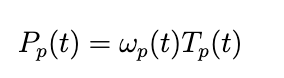 P_p(t) = ω_p(t)T_p(t)